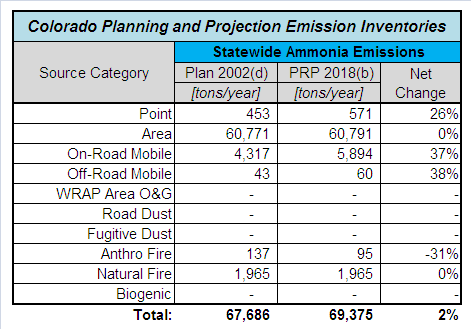 Colorado Planning and Projection Emission Inventories
Statewide Ammonia Emissions
Source Category Plan 2002(d) PRP 2018(b) Net
[tons/year] [tons/year] Change
Point 453 571 26%
Area 60,771 60,791 0%
On-Road Mobile 4,317 5,894 37%
Off-Road Mobile 43 60 38%
WRAP Area O&G - - -
Road Dust - - -
Fugitive Dust - - -
Anthro Fire 137 95 -31%
Natural Fire 1,965 1,965 0%
Biogenic - - -
Total: 67,686 69,375 2%